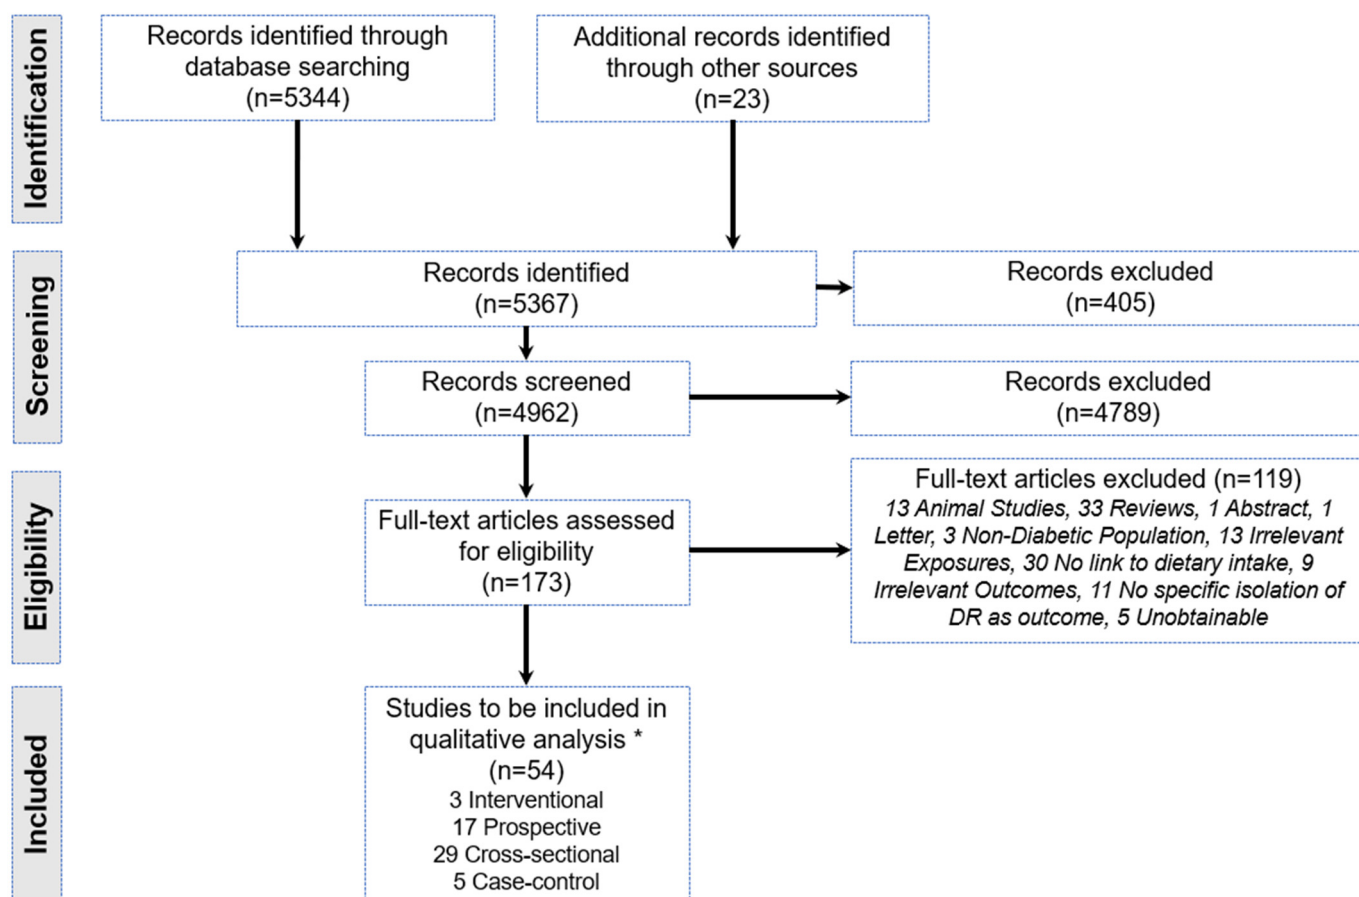 Identification
Records identified through
database searching
(n=5344)
Additional records identified
through other sources
(n=23)
Screening
Records identified
(n=5367)
Records excluded
(n=405)
Records screened
(n=4962)
Records excluded
(n=4789)
Eligibility
Full-text articles assessed
for eligibility
(n=173)
Full-text articles excluded (n=119)
13 Animal Studies, 33 Reviews, 1 Abstract, 1
Letter, 3 Non-Diabetic Population, 13 Irrelevant
Exposures, 30 No link to dietary intake, 9
Irrelevant Outcomes, 11 No specific isolation of
DR as outcome, 5 Unobtainable
Included
Studies to be included in
qualitative analysis *
(n=54)
3 Interventional
17 Prospective
29 Cross-sectional
5 Case-control